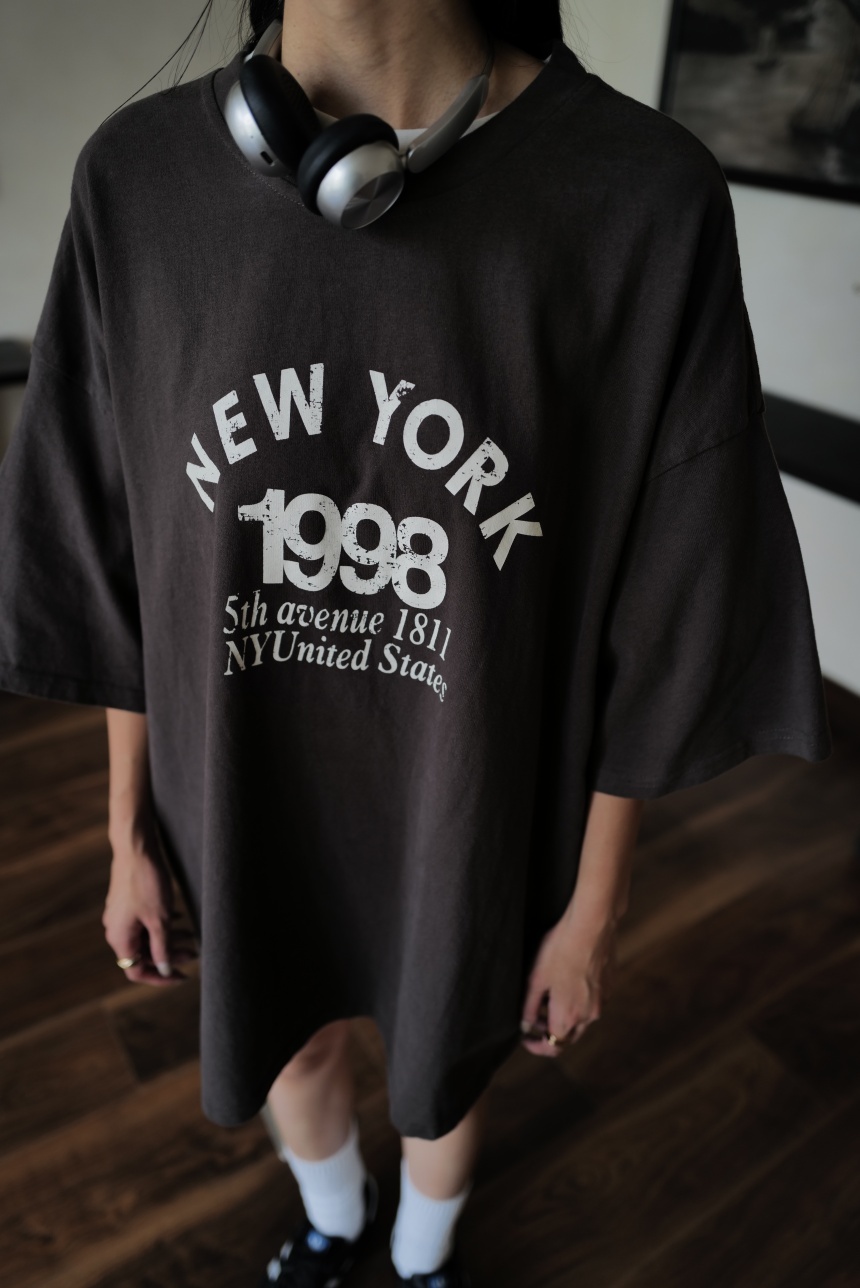 NEW YORK
1998
5th avenue 1811
NYUnited States